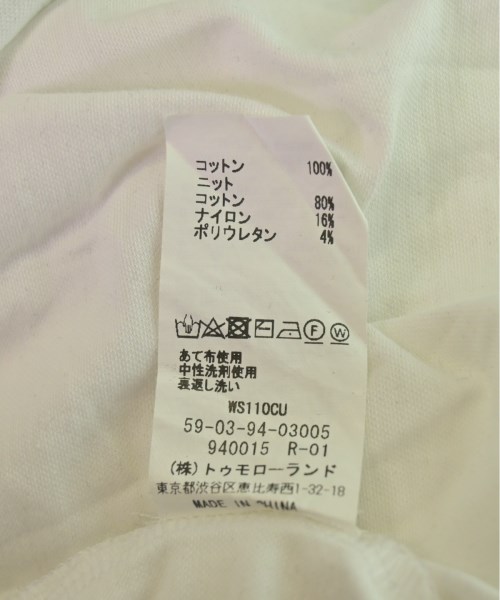 コットン 100%
ニット
コットン 80%
ナイロン 16%
ポリウレタン 4%
F W
あて布使用
中性洗剤使用
裏返し洗い
WS110CU
59-03-94-03005
940015 R-01
(株)トゥモローランド
東京都渋谷区恵比寿西1-32-18
MADE IN CHINA